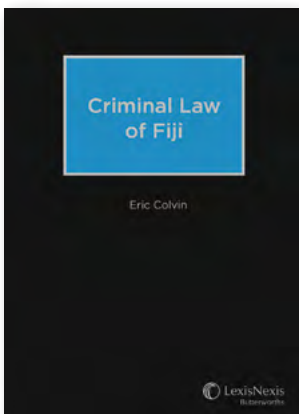 Criminal Law
of Fiji
Eric Colvin
LexisNexis
Butterworths